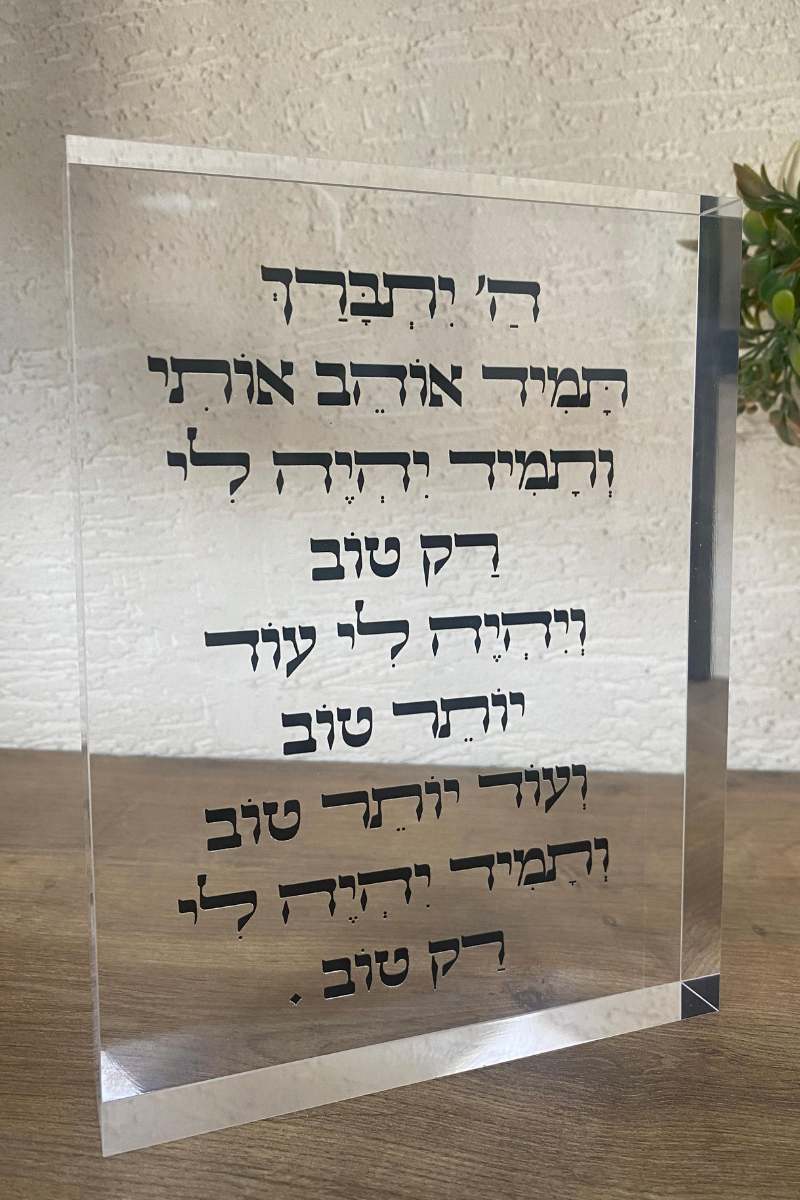 הַ' יִתְבָּרַךְ
תָּמִיד אוֹהֵב אוֹתִי
וְתָמִיד יִהְיֶה לִי
רַק טוֹב
וְיִהְיֶה לִי עוֹד
יוֹתֵר טוֹב
וְעוֹד יוֹתֵר טוֹב
וְתָמִיד יִהְיֶה לִי
רַק טוֹב .